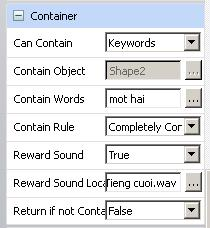 Container
Can Contain Keywords
Contain Object Shape2 ...
Contain Words mot hai ...
Contain Rule Completely Con
Reward Sound True
Reward Sound Loca tieng cuoi.wav ...
Return if not Conta False